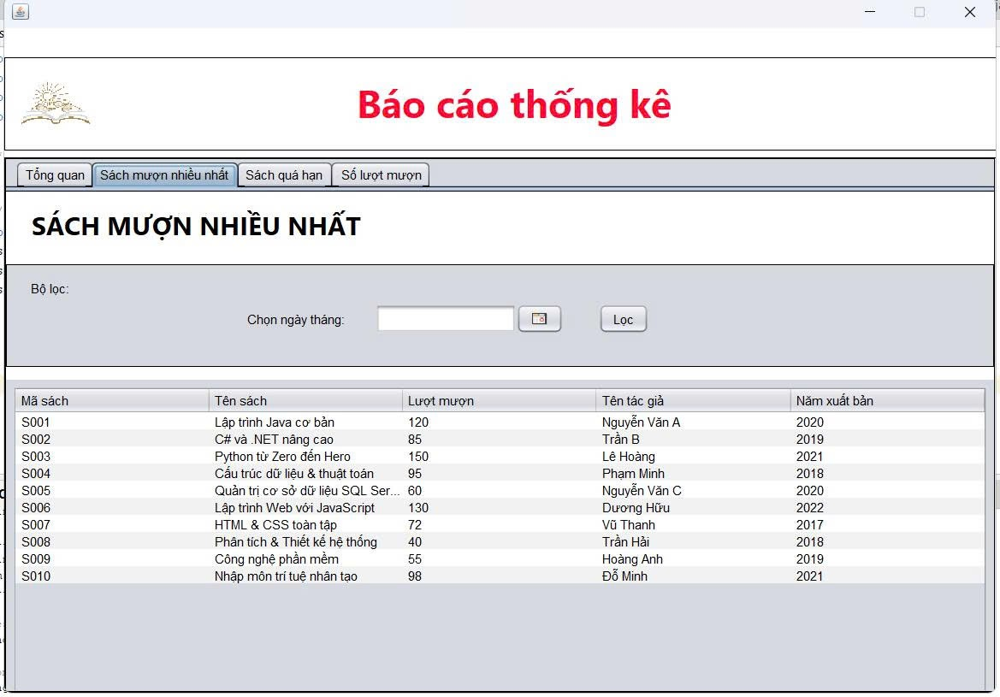 Báo cáo thống kê
Tổng quan Sách mượn nhiều nhất Sách quá hạn Số lượt mượn
SÁCH MƯỢN NHIỀU NHẤT
Bộ lọc:
Chọn ngày tháng: Lọc
Mã sách Tên sách Lượt mượn Tên tác giả Năm xuất bản
S001 Lập trình Java cơ bản 120 Nguyễn Văn A 2020
S002 C# và .NET nâng cao 85 Trần B 2019
S003 Python từ Zero đến Hero 150 Lê Hoàng 2021
S004 Cấu trúc dữ liệu & thuật toán 95 Phạm Minh 2018
S005 Quản trị cơ sở dữ liệu SQL Ser... 60 Nguyễn Văn C 2020
S006 Lập trình Web với JavaScript 130 Dương Hữu 2022
S007 HTML & CSS toàn tập 72 Vũ Thanh 2017
S008 Phân tích & Thiết kế hệ thống 40 Trần Hải 2018
S009 Công nghệ phần mềm 55 Hoàng Anh 2019
S010 Nhập môn trí tuệ nhân tạo 98 Đỗ Minh 2021